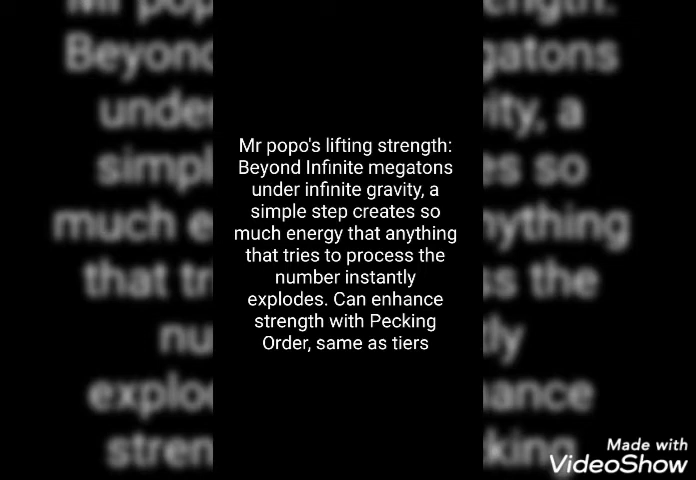 Mr popo's lifting strength:
Beyond Infinite megatons
under infinite gravity, a
simple step creates so
much energy that anything
that tries to process the
number instantly
explodes. Can enhance
strength with Pecking
Order, same as tiers
Made with
VideoShow